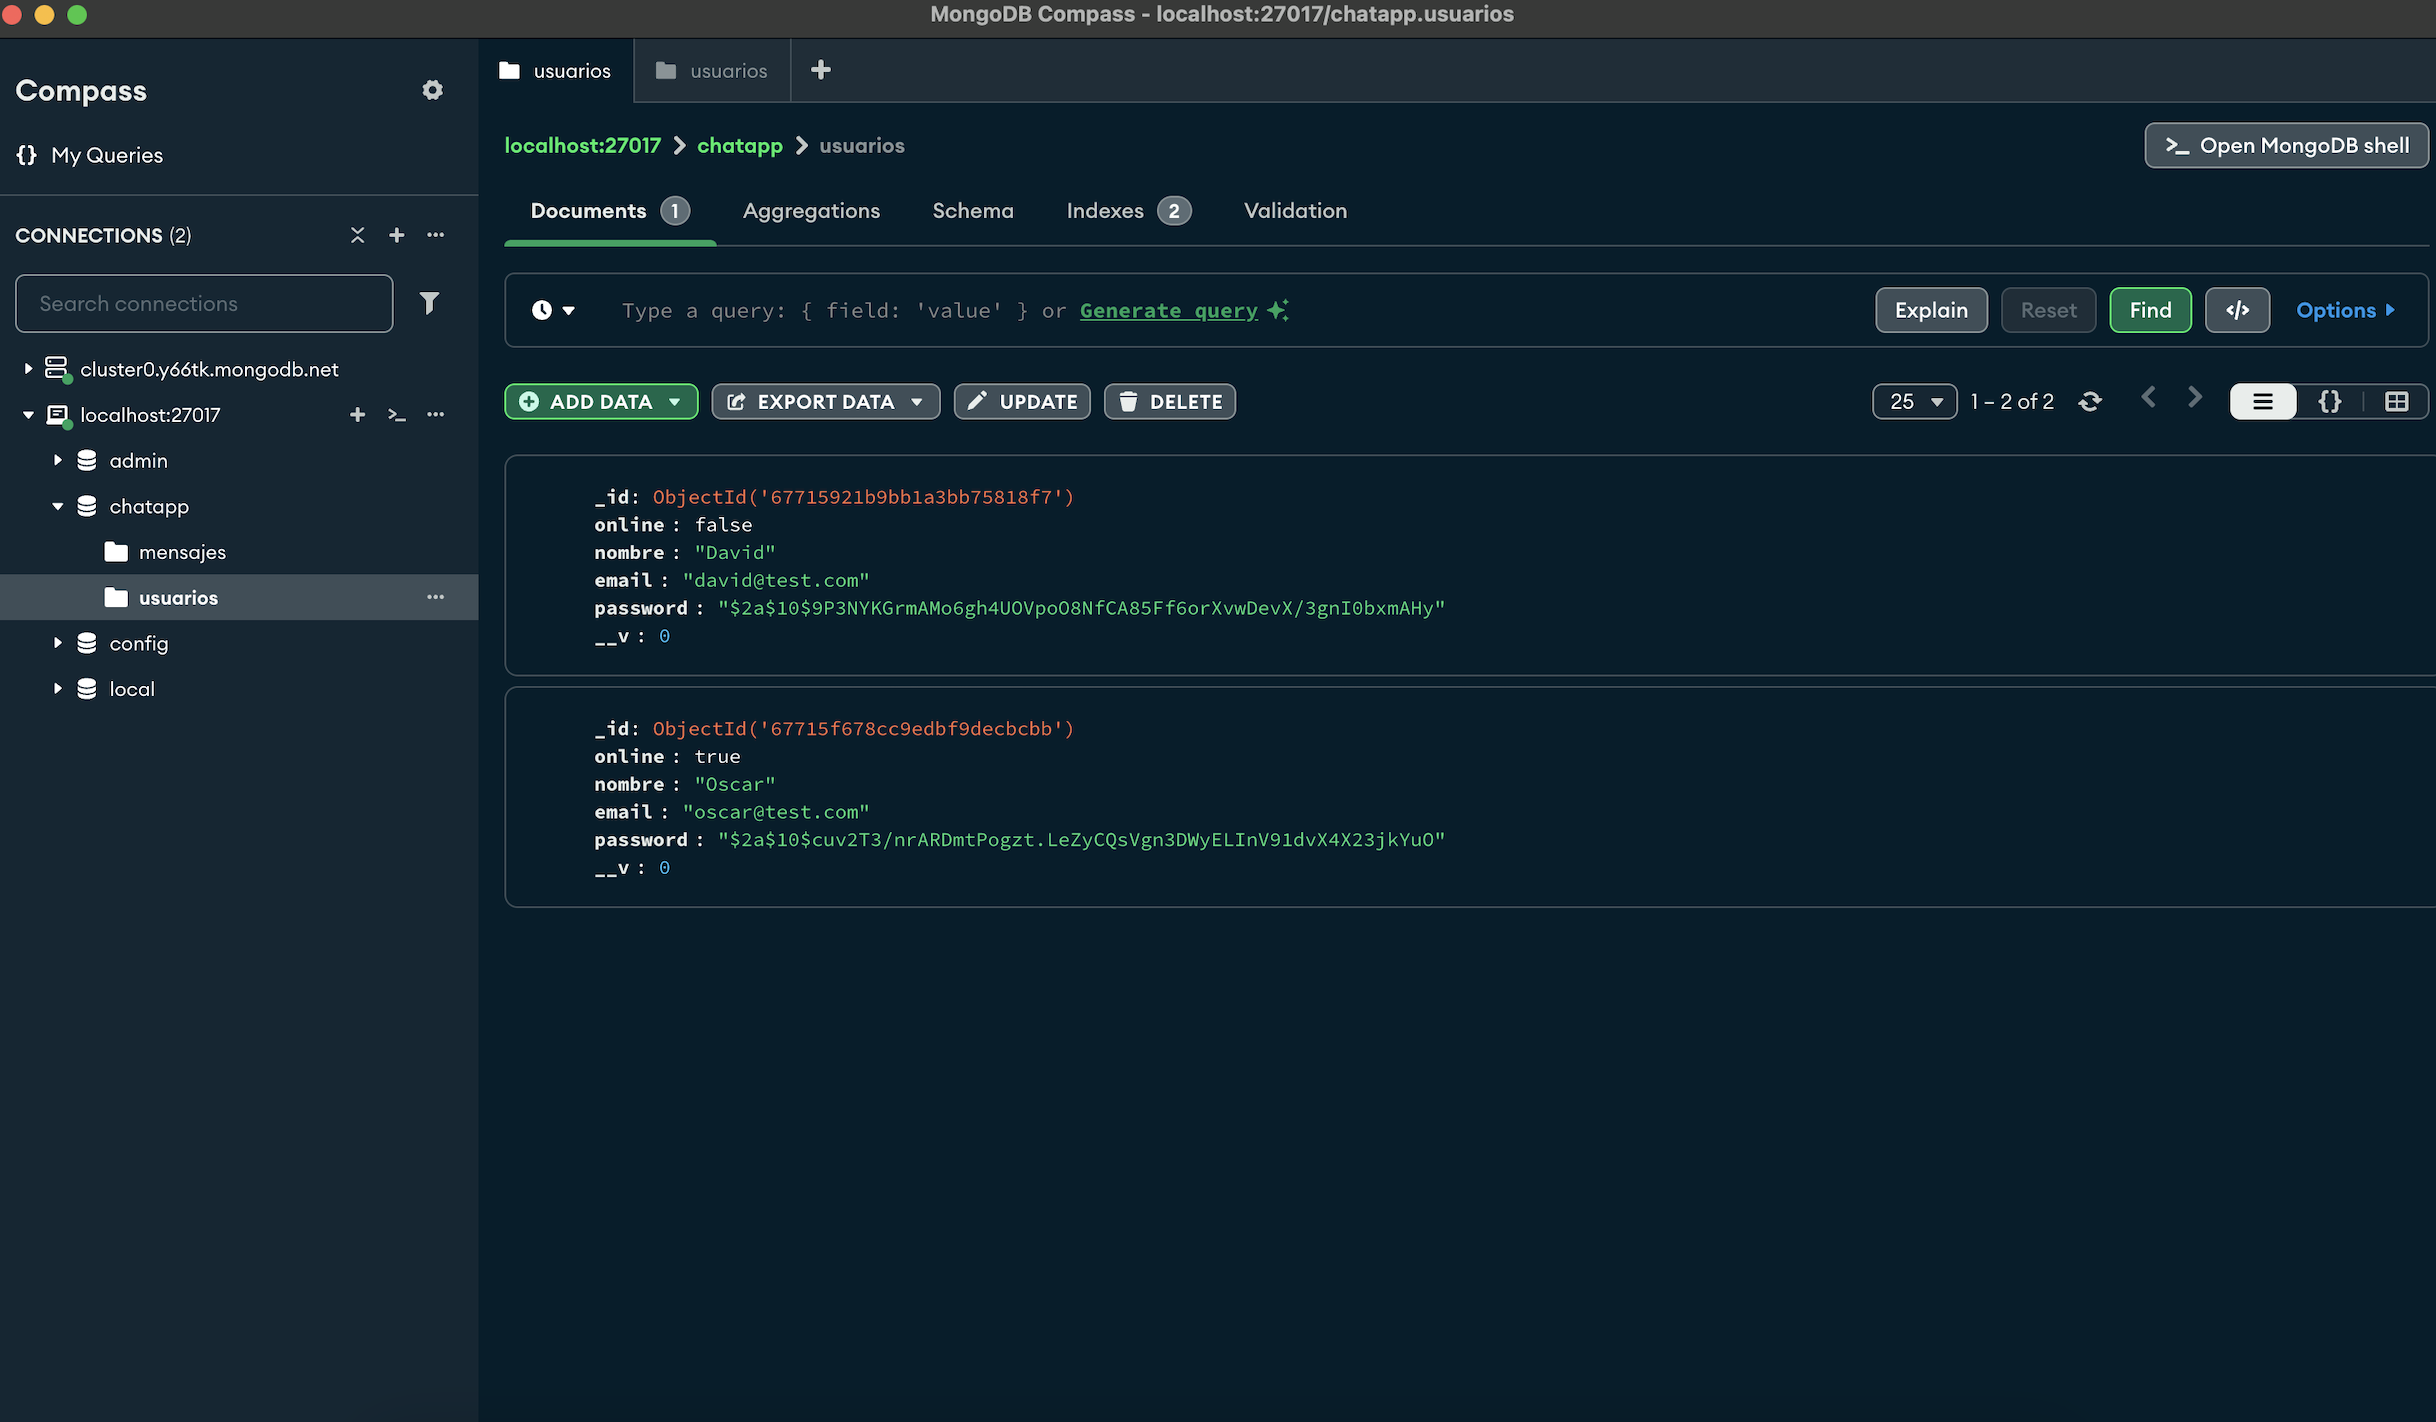 MongoDB Compass - localhost:27017/chatapp.usuarios
Compass
My Queries
CONNECTIONS (2)
Search connections
cluster0.y66tk.mongodb.net
localhost:27017
admin
chatapp
mensajes
usuarios
config
local
usuarios
usuarios
localhost:27017 > chatapp > usuarios
>_ Open MongoDB shell
Documents 1 Aggregations Schema Indexes 2 Validation
Type a query: { field: 'value' } or Generate query
Explain Reset Find </> Options
ADD DATA EXPORT DATA UPDATE DELETE
25 1 – 2 of 2
_id: ObjectId('67715921b9bb1a3bb75818f7')
online : false
nombre : "David"
email : "david@test.com"
password : "$2a$10$9P3NYKGrmAMo6gh4UOVpoO8NfCA85Ff6orXvwDevX/3gnI0bxmAHy"
__v : 0
_id: ObjectId('67715f678cc9edbf9decbcbb')
online : true
nombre : "Oscar"
email : "oscar@test.com"
password : "$2a$10$cuv2T3/nrARDmtPogzt.LeZyCQsVgn3DWyELInV91dvX4X23jkYuO"
__v : 0